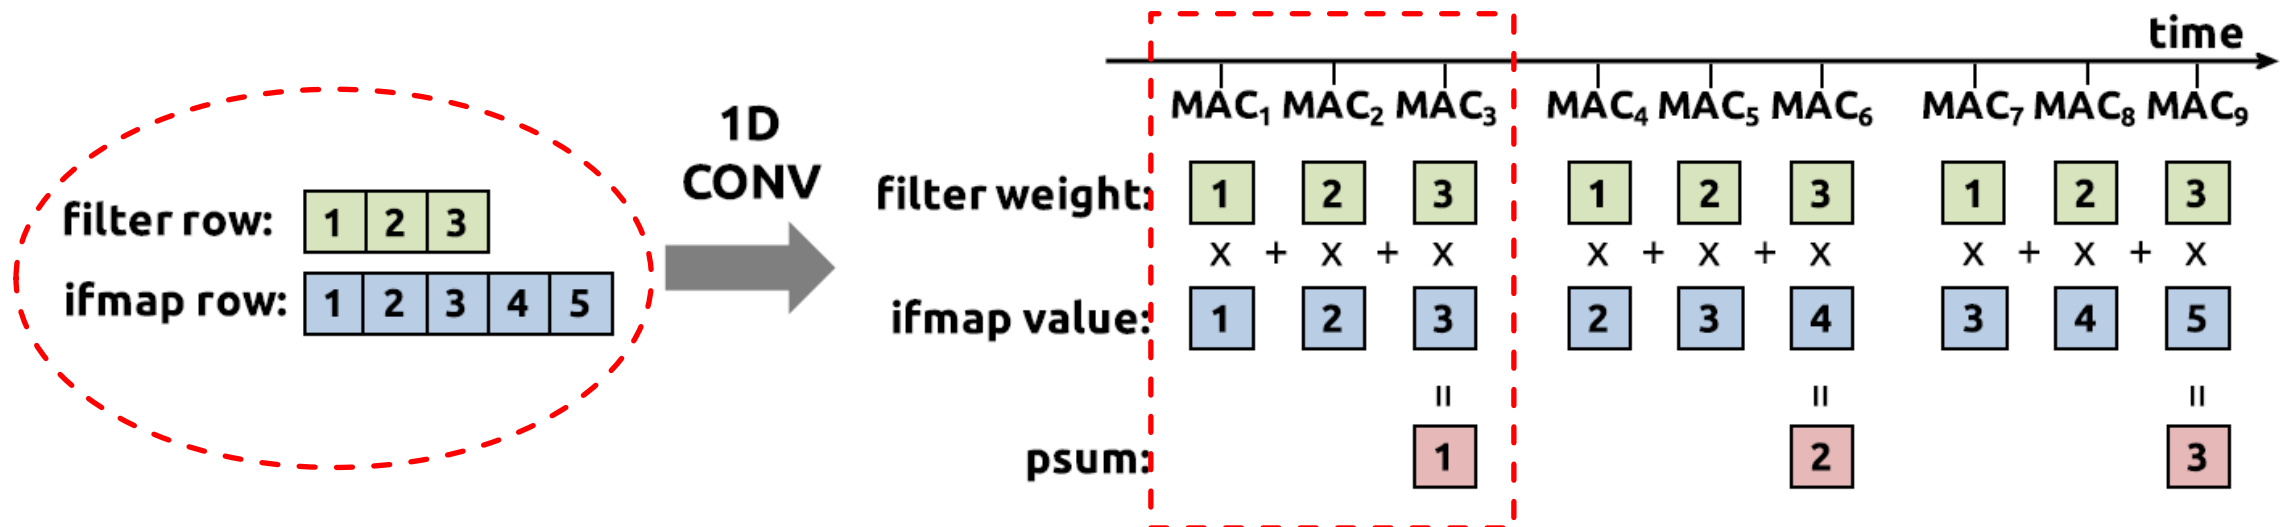 time
MAC1 MAC2 MAC3 MAC4 MAC5 MAC6 MAC7 MAC8 MAC9
1D
CONV
filter row: 1 2 3
ifmap row: 1 2 3 4 5
filter weight: 1 2 3 1 2 3 1 2 3
x + x + x x + x + x x + x + x
ifmap value: 1 2 3 2 3 4 3 4 5
= = =
psum: 1 2 3